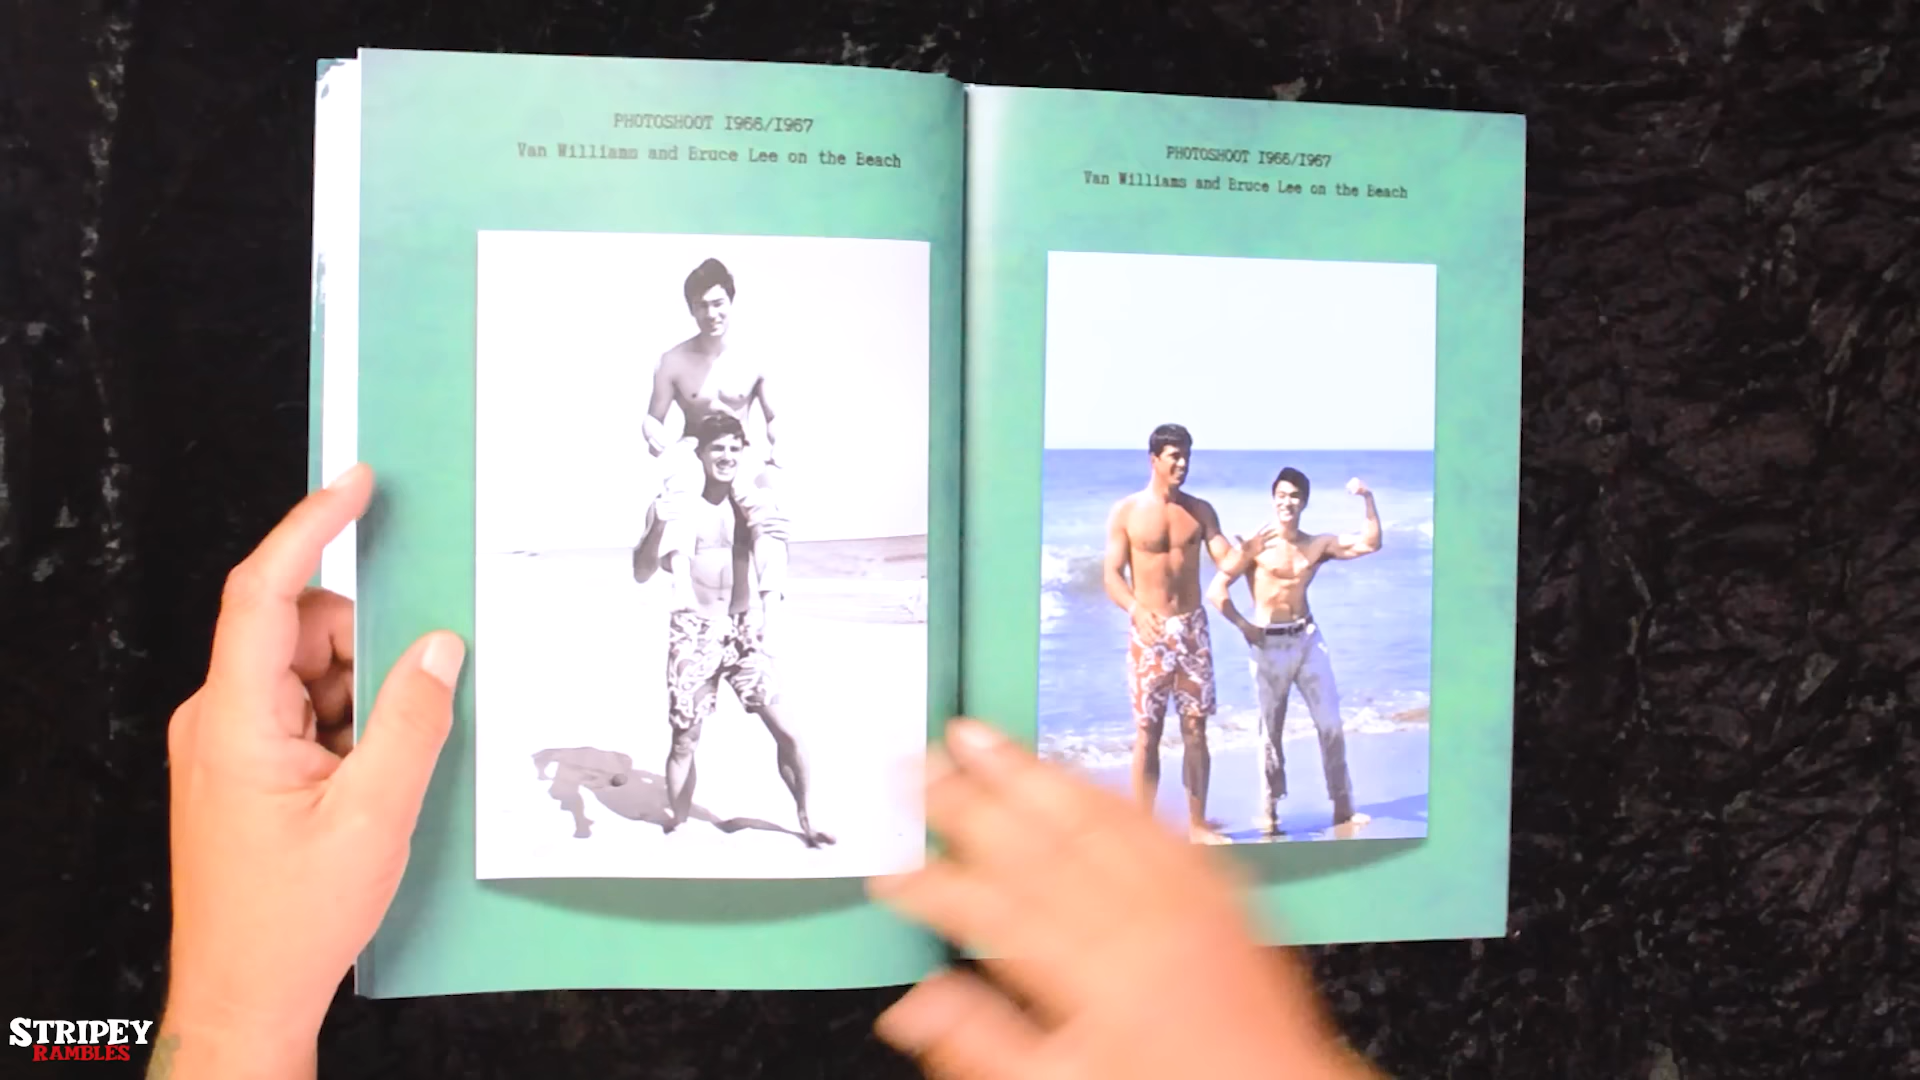 PHOTOSHOOT 1966/1967
Van Williams and Bruce Lee on the Beach
PHOTOSHOOT 1966/1967
Van Williams and Bruce Lee on the Beach
STRIPEY
RAMBLES